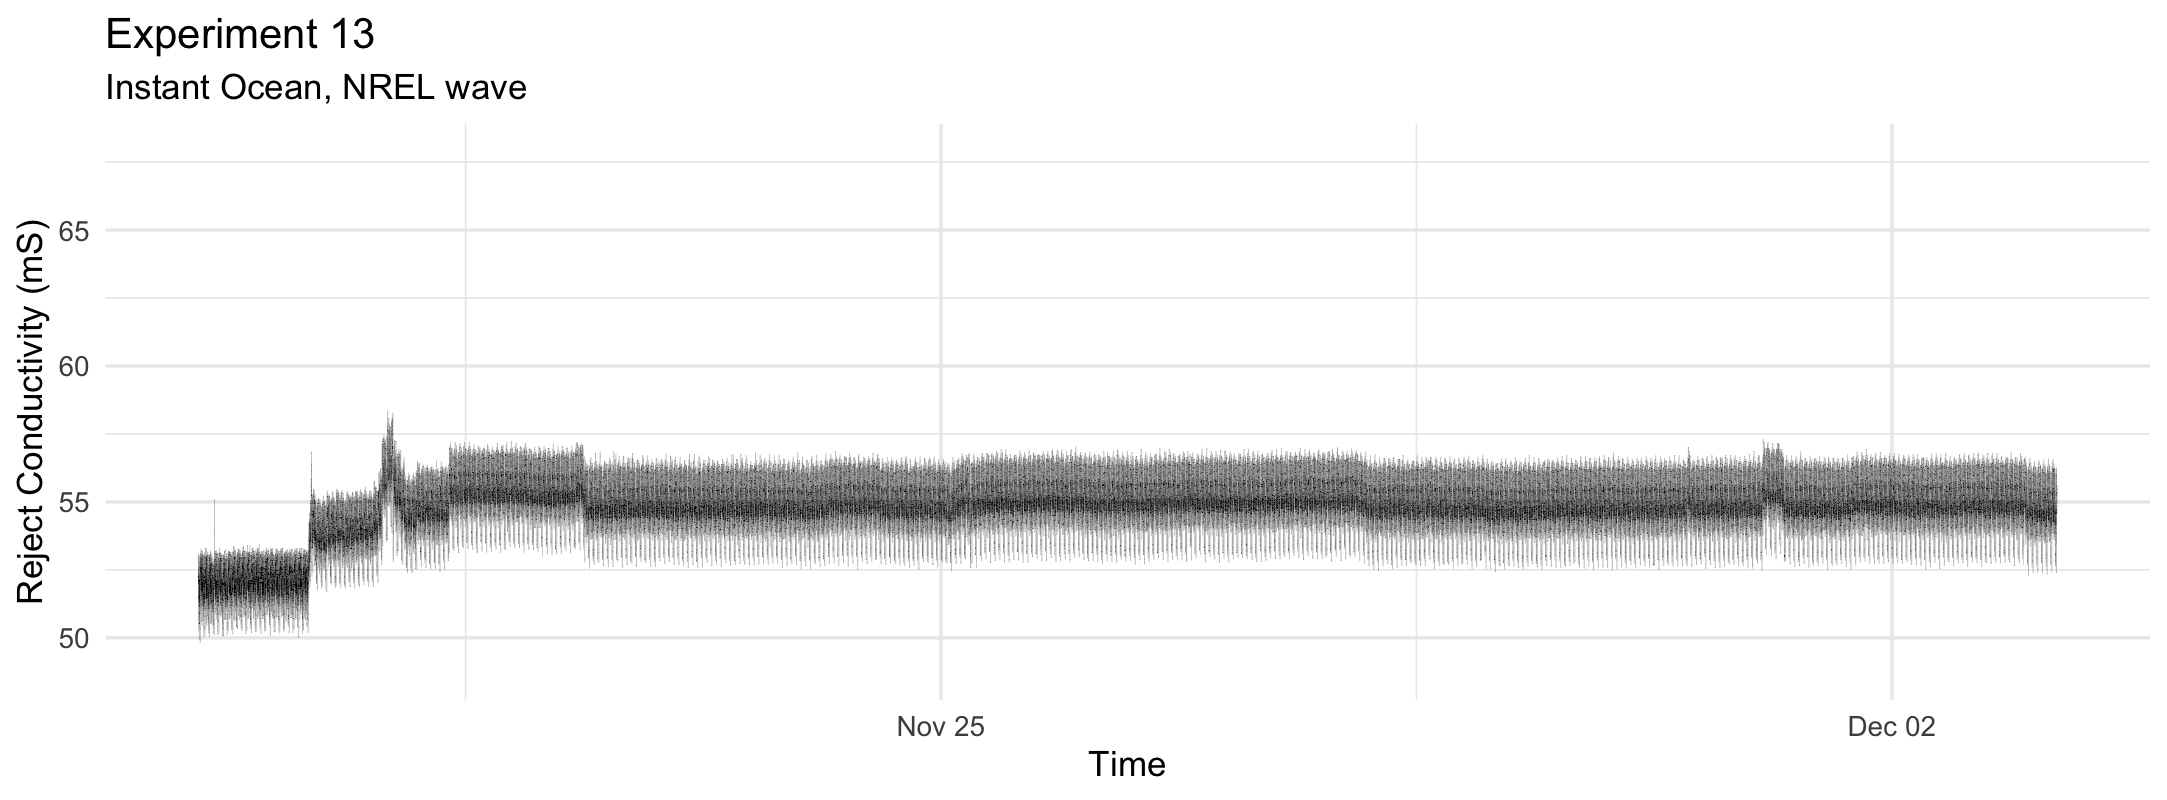 Experiment 13
Instant Ocean, NREL wave
Reject Conductivity (mS)
65
60
55
50
Nov 25
Dec 02
Time